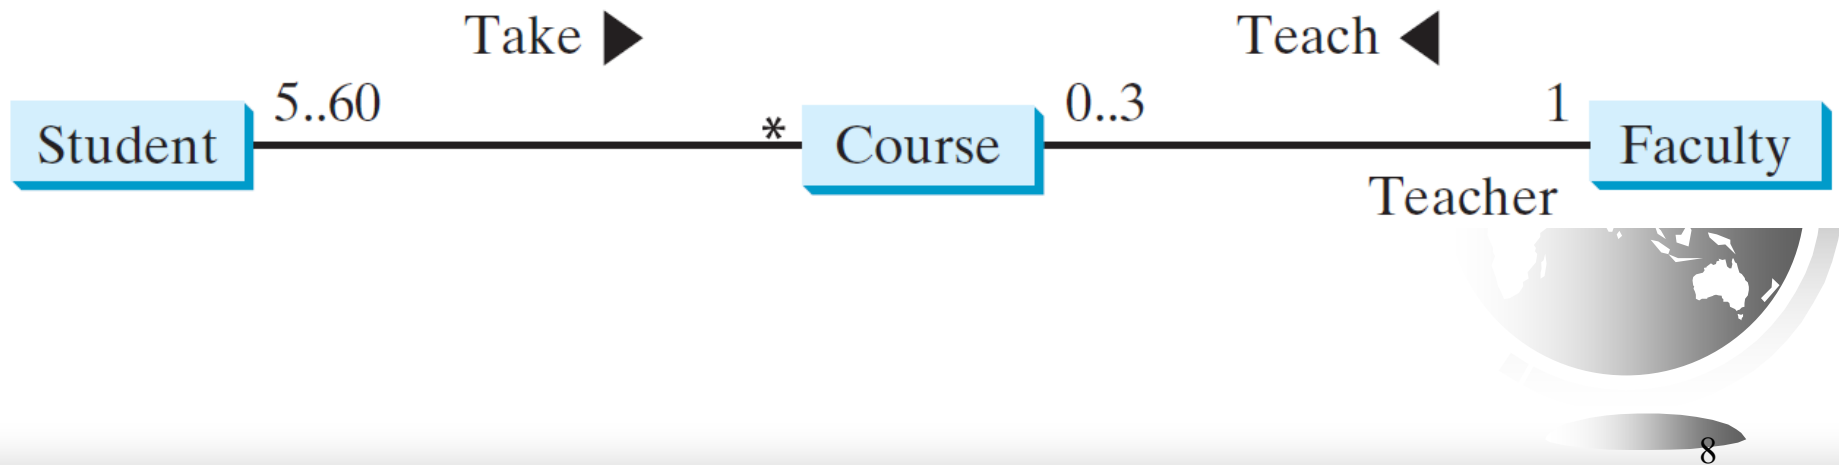 Take ▶ Teach ◀
5..60 * 0..3 1
Student Course Faculty
Teacher
8